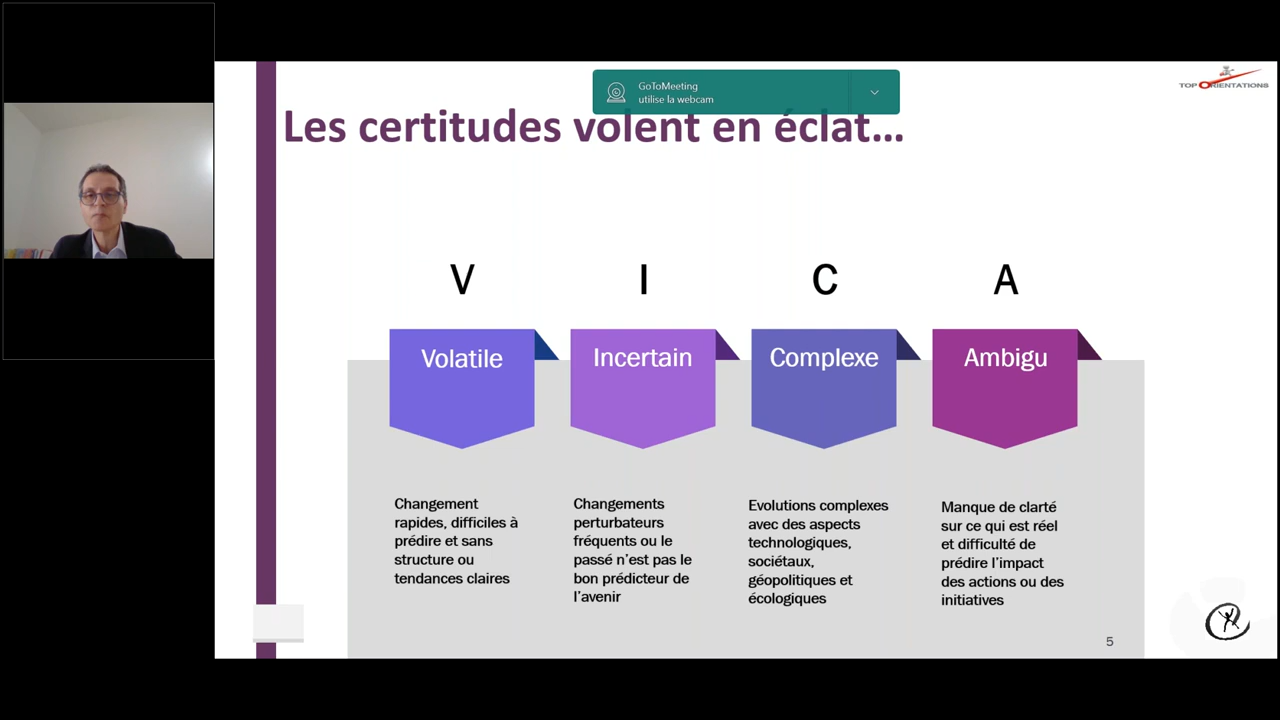 GoToMeeting
utilise la webcam
TOP ORIENTATIONS
Les certitudes volent en éclat...
V
I
C
A
Volatile
Incertain
Complexe
Ambigu
Changement
rapides, difficiles à
prédire et sans
structure ou
tendances claires
Changements
perturbateurs
fréquents ou le
passé n'est pas le
bon prédicteur de
l'avenir
Evolutions complexes
avec des aspects
technologiques,
sociétaux,
géopolitiques et
écologiques
Manque de clarté
sur ce qui est réel
et difficulté de
prédire l'impact
des actions ou des
initiatives
5